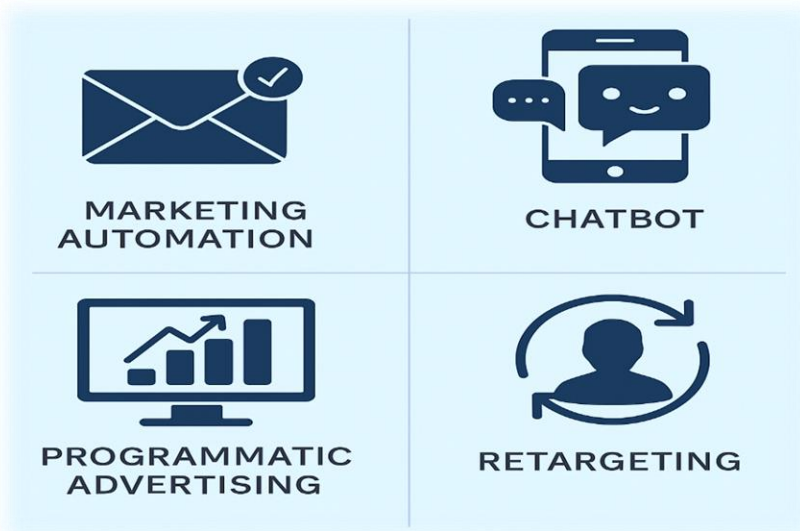 MARKETING
AUTOMATION
CHATBOT
PROGRAMMATIC
ADVERTISING
RETARGETING